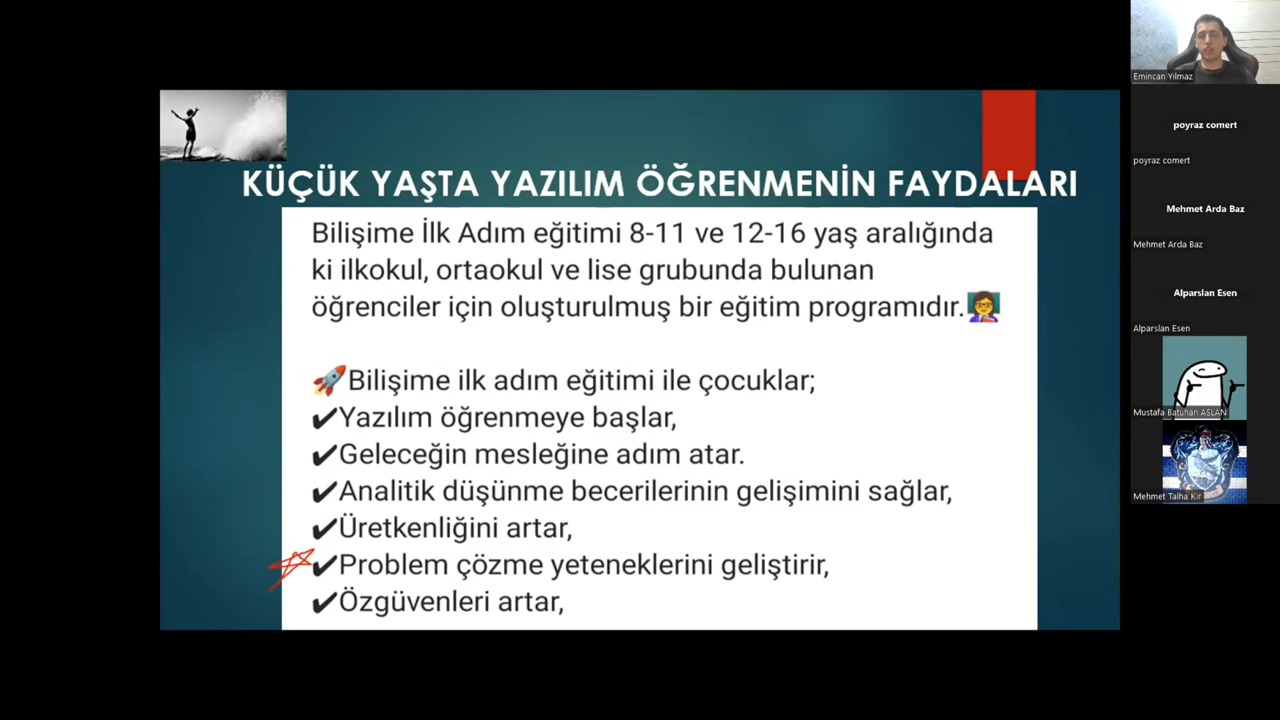 KÜÇÜK YAŞTA YAZILIM ÖĞRENMENİN FAYDALARI
Bilişime İlk Adım eğitimi 8-11 ve 12-16 yaş aralığında
ki ilkokul, ortaokul ve lise grubunda bulunan
öğrenciler için oluşturulmuş bir eğitim programıdır.👩‍🏫
🚀Bilişime ilk adım eğitimi ile çocuklar;
✔Yazılım öğrenmeye başlar,
✔Geleceğin mesleğine adım atar.
✔Analitik düşünme becerilerinin gelişimini sağlar,
✔Üretkenliğini artar,
✔Problem çözme yeteneklerini geliştirir,
✔Özgüvenleri artar,
Emincan Yılmaz
poyraz comert
poyraz comert
Mehmet Arda Baz
Mehmet Arda Baz
Alparslan Esen
Alparslan Esen
Mustafa Batuhan ASLAN
Mehmet Talha Kır